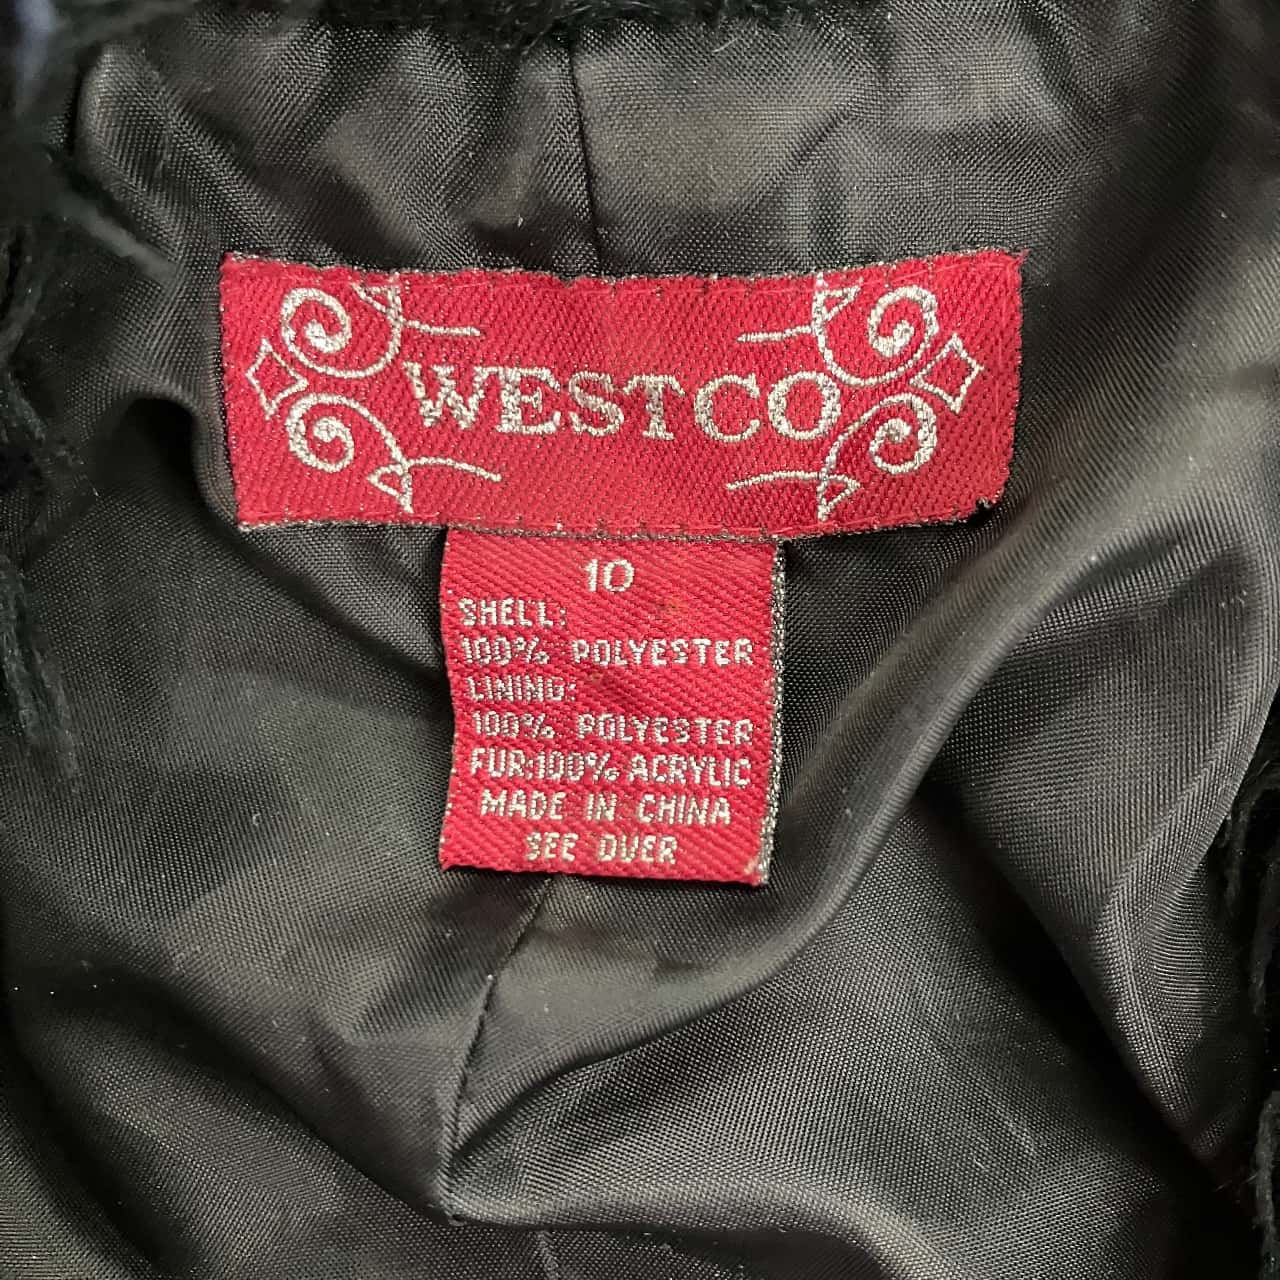 WESTCO
10
SHELL:
100% POLYESTER
LINING:
100% POLYESTER
FUR:100% ACRYLIC
MADE IN CHINA
SEE OVER